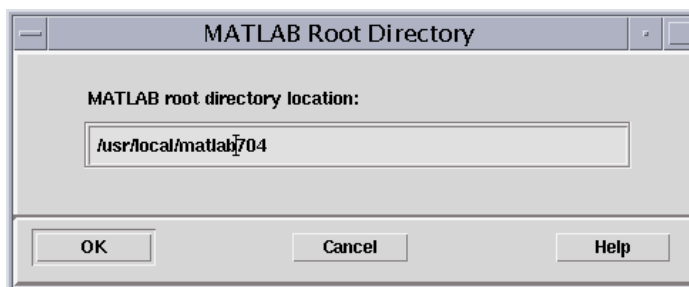 MATLAB Root Directory
MATLAB root directory location:
/usr/local/matlab704
OK Cancel Help